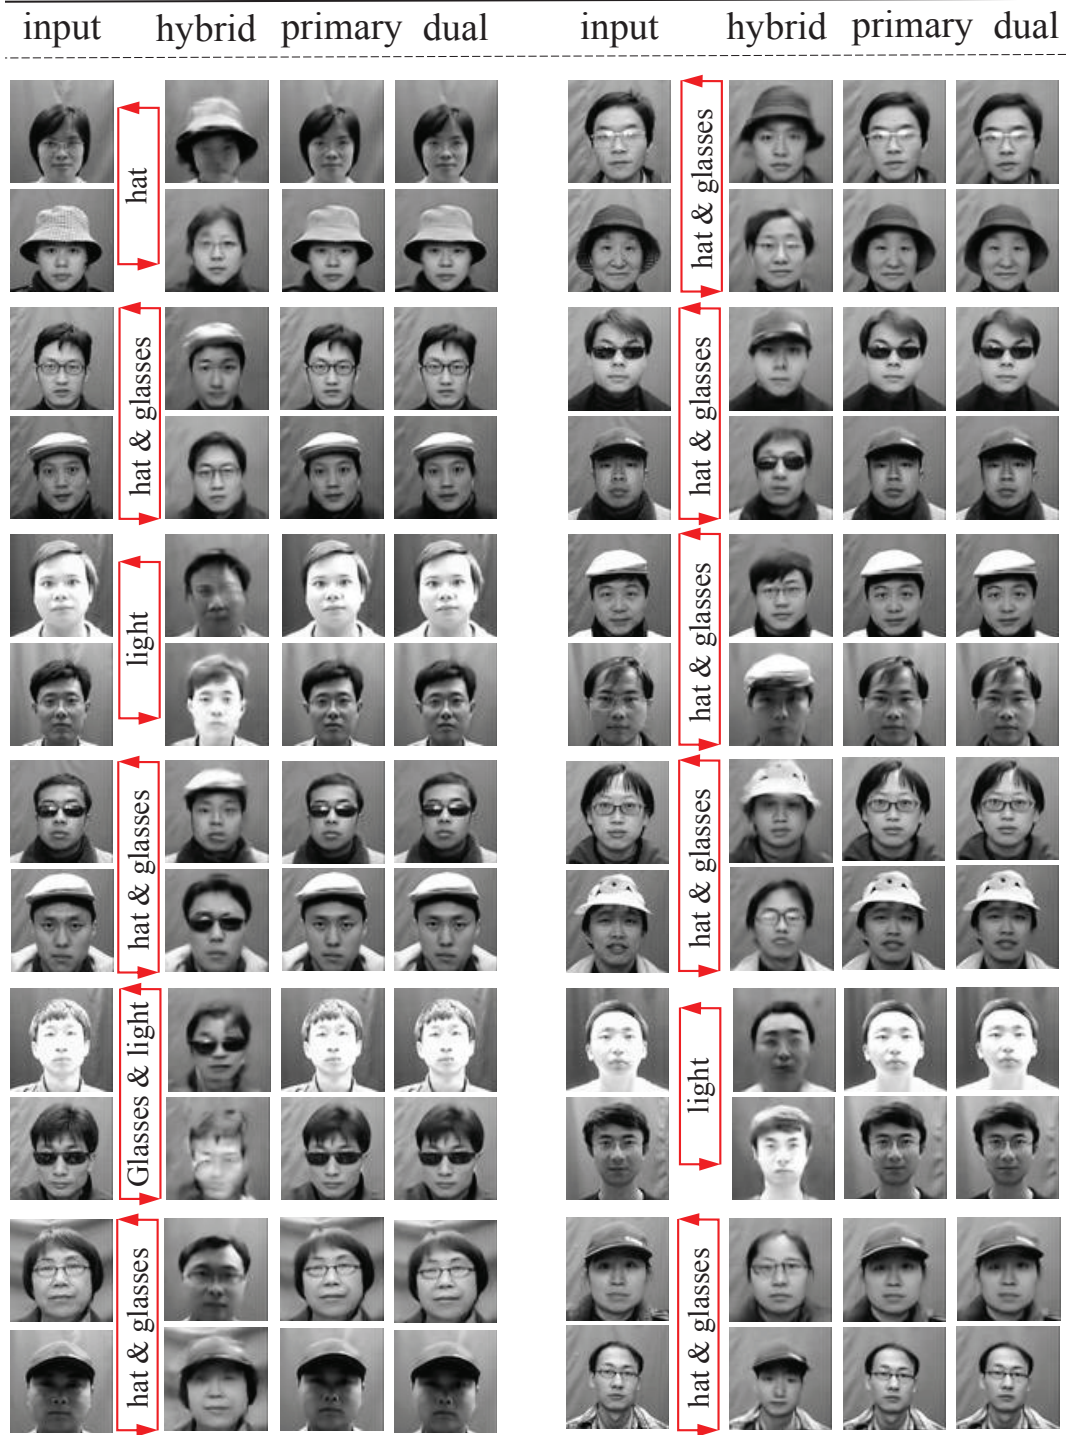 input hybrid primary dual input hybrid primary dual
hat
hat & glasses
hat & glasses
hat & glasses
light
hat & glasses
hat & glasses
hat & glasses
Glasses & light
light
hat & glasses
hat & glasses